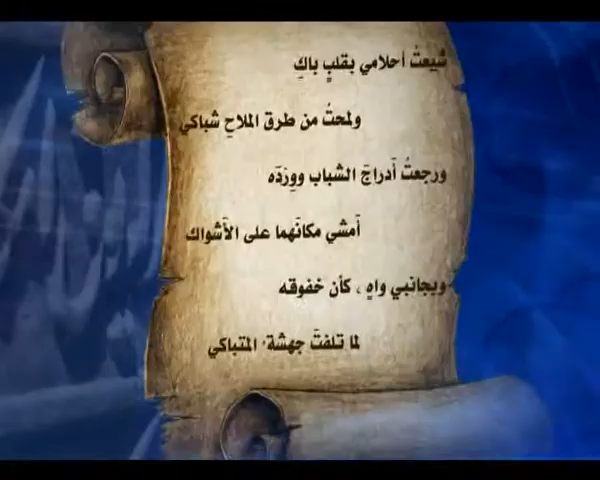 شيعتُ أحلامي بقلبٍ باكِ
ولمحتُ من طرق الملاحِ شباكي
ورجعتُ أدراجَ الشباب ووِردَه
أمشي مكانَهما على الأشواك
وبجانبي واهٍ ، كأن خفوقه
لما تلفتَ جهشةُ المتباكي